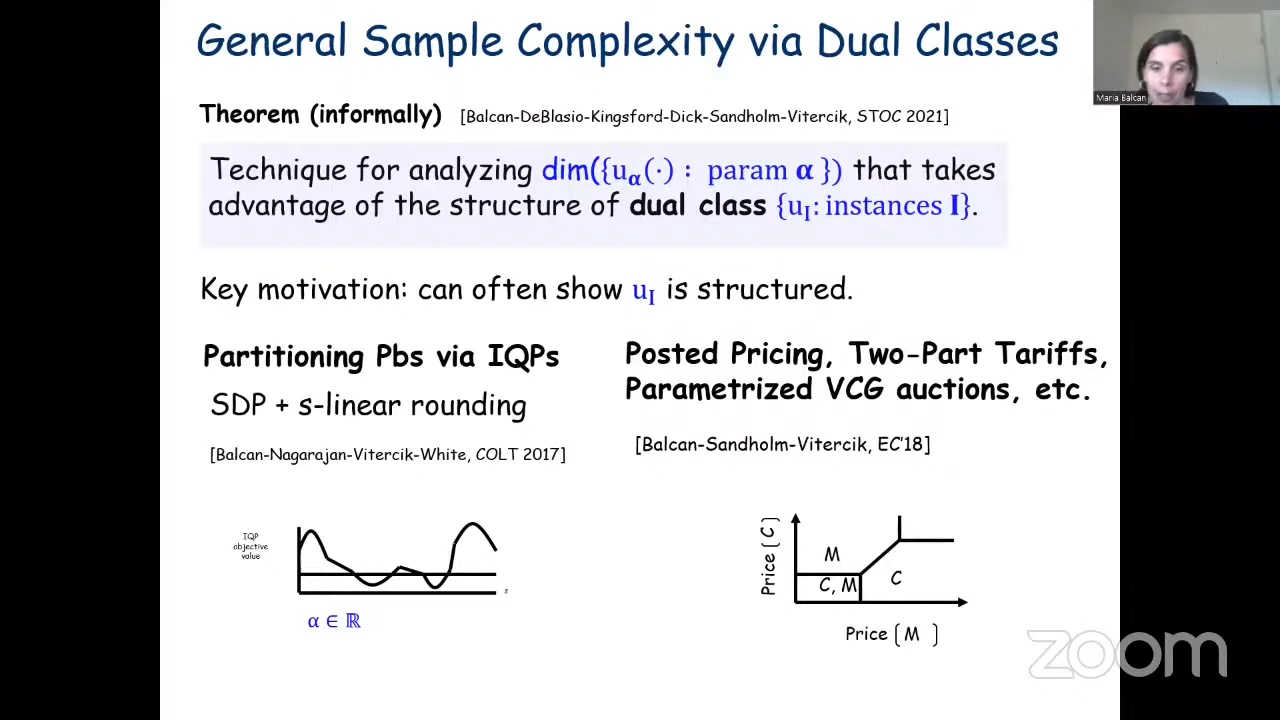 General Sample Complexity via Dual Classes
Maria Balcan
Theorem (informally) [Balcan-DeBlasio-Kingsford-Dick-Sandholm-Vitercik, STOC 2021]
Technique for analyzing dim({u_α(·) : param α }) that takes
advantage of the structure of dual class {u_I: instances I}.
Key motivation: can often show u_I is structured.
Partitioning Pbs via IQPs
SDP + s-linear rounding
[Balcan-Nagarajan-Vitercik-White, COLT 2017]
IQP
objective
value
s
α ∈ ℝ
Posted Pricing, Two-Part Tariffs,
Parametrized VCG auctions, etc.
[Balcan-Sandholm-Vitercik, EC'18]
Price (C)
M
C, M
C
Price (M )
zoom